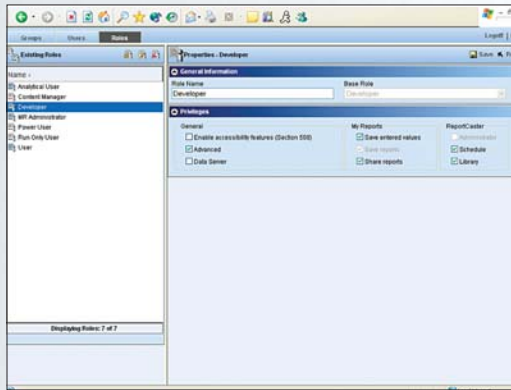 Groups Users Roles
Logoff
Existing Roles
Properties - Developer
Save
Name
Analytical User
Content Manager
Developer
MR Administrator
Power User
Run Only User
User
General Information
Role Name
Base Role
Developer
Developer
Privileges
General
Enable accessibility features (Section 508)
Advanced
Data Server
My Reports
Save entered values
Save reports
Share reports
ReportCaster
Administrator
Schedule
Library
Displaying Roles: 7 of 7